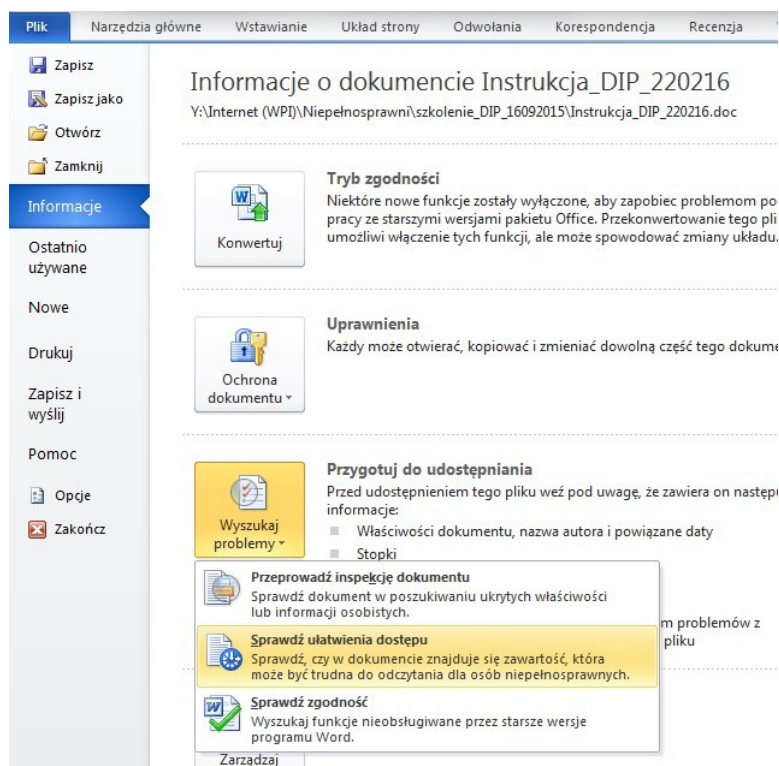 Plik Narzędzia główne Wstawianie Układ strony Odwołania Korespondencja Recenzja
Zapisz
Zapisz jako
Otwórz
Zamknij
Informacje
Ostatnio
używane
Nowe
Drukuj
Zapisz i
wyślij
Pomoc
Opcje
Zakończ
Informacje o dokumencie Instrukcja_DIP_220216
Y:\Internet (WPI)\Niepełnosprawni\szkolenie_DIP_16092015\Instrukcja_DIP_220216.doc
Konwertuj
Tryb zgodności
Niektóre nowe funkcje zostały wyłączone, aby zapobiec problemom po
pracy ze starszymi wersjami pakietu Office. Przekonwertowanie tego pli
umożliwi włączenie tych funkcji, ale może spowodować zmiany układu.
Ochrona
dokumentu
Uprawnienia
Każdy może otwierać, kopiować i zmieniać dowolną część tego dokume
Wyszukaj
problemy
Przygotuj do udostępniania
Przed udostępnieniem tego pliku weź pod uwagę, że zawiera on następu
informacje:
Właściwości dokumentu, nazwa autora i powiązane daty
Stopki
Przeprowadź inspekcję dokumentu
Sprawdź dokument w poszukiwaniu ukrytych właściwości
lub informacji osobistych.
Sprawdź ułatwienia dostępu
Sprawdź, czy w dokumencie znajduje się zawartość, która
może być trudna do odczytania dla osób niepełnosprawnych.
Sprawdź zgodność
Wyszukaj funkcje nieobsługiwane przez starsze wersje
programu Word.
m problemów z
pliku
Zarządzaj